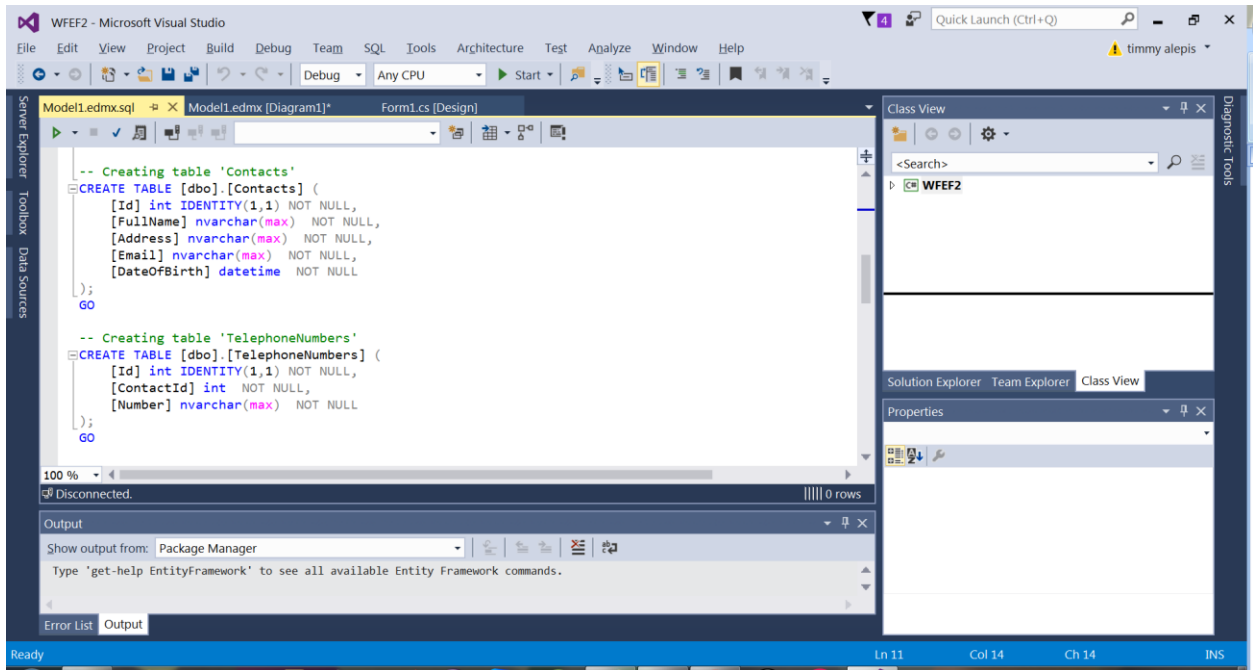 WFEF2 - Microsoft Visual Studio
4
Quick Launch (Ctrl+Q)
File Edit View Project Build Debug Team SQL Tools Architecture Test Analyze Window Help
timmy alepis
Debug Any CPU Start
Server Explorer
Toolbox
Data Sources
Model1.edmx.sql Model1.edmx [Diagram1]* Form1.cs [Design]
-- Creating table 'Contacts'
CREATE TABLE [dbo].[Contacts] (
[Id] int IDENTITY(1,1) NOT NULL,
[FullName] nvarchar(max)  NOT NULL,
[Address] nvarchar(max)  NOT NULL,
[Email] nvarchar(max)  NOT NULL,
[DateOfBirth] datetime  NOT NULL
);
GO
-- Creating table 'TelephoneNumbers'
CREATE TABLE [dbo].[TelephoneNumbers] (
[Id] int IDENTITY(1,1) NOT NULL,
[ContactId] int  NOT NULL,
[Number] nvarchar(max)  NOT NULL
);
GO
100 %
Disconnected. 0 rows
Output
Show output from: Package Manager
Type 'get-help EntityFramework' to see all available Entity Framework commands.
Error List Output
Class View
<Search>
C# WFEF2
Solution Explorer Team Explorer Class View
Properties
Diagnostic Tools
Ready Ln 11 Col 14 Ch 14 INS